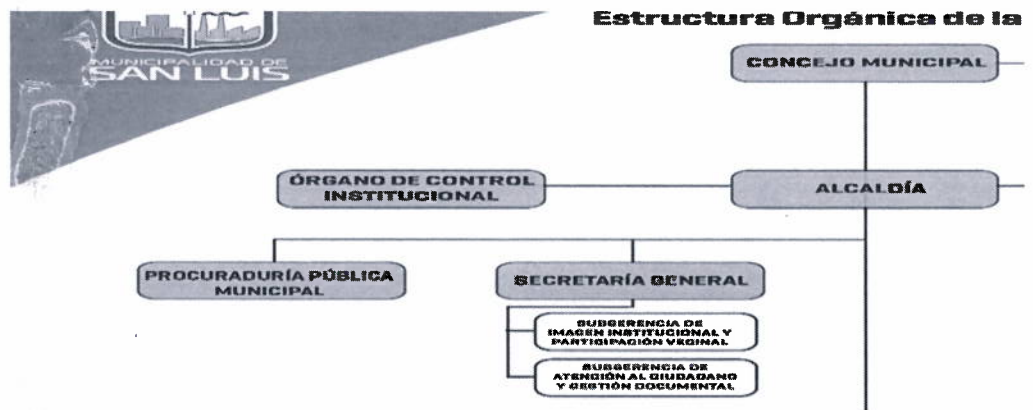 Estructura Orgánica de la
MUNICIPALIDAD DE
SAN LUIS
CONCEJO MUNICIPAL
ÓRGANO DE CONTROL
INSTITUCIONAL
ALCALDÍA
PROCURADURÍA PÚBLICA
MUNICIPAL
SECRETARÍA GENERAL
SUBGERENCIA DE
IMAGEN INSTITUCIONAL Y
PARTICIPACIÓN VECINAL
SUBGERENCIA DE
ATENCIÓN AL CIUDADANO
Y GESTIÓN DOCUMENTAL